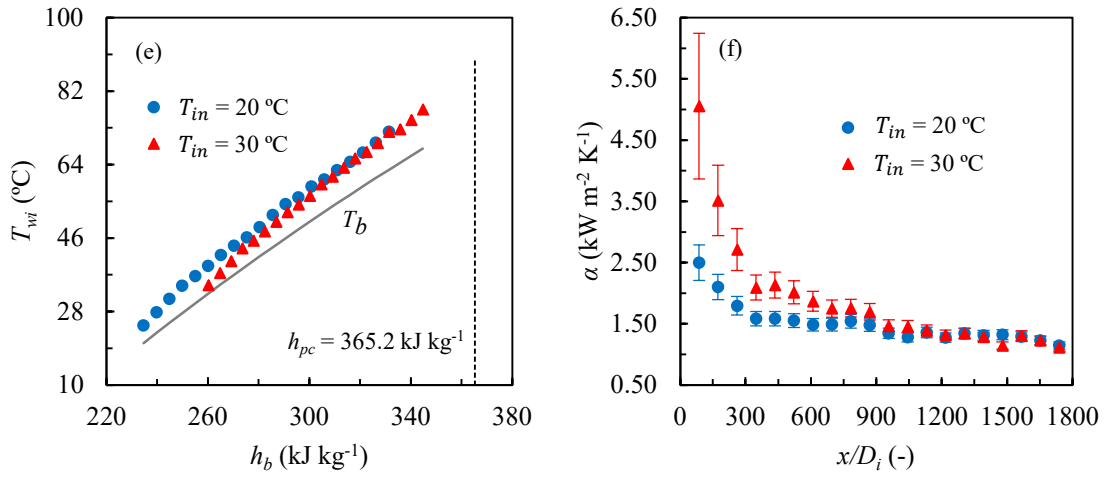 (e)
T_wi (ºC)
100
82
64
46
28
10
T_in = 20 ºC
T_in = 30 ºC
T_b
h_pc = 365.2 kJ kg⁻¹
220 260 300 340 380
h_b (kJ kg⁻¹)
(f)
α (kW m⁻² K⁻¹)
6.50
5.50
4.50
3.50
2.50
1.50
0.50
T_in = 20 ºC
T_in = 30 ºC
0 300 600 900 1200 1500 1800
x/D_i (-)